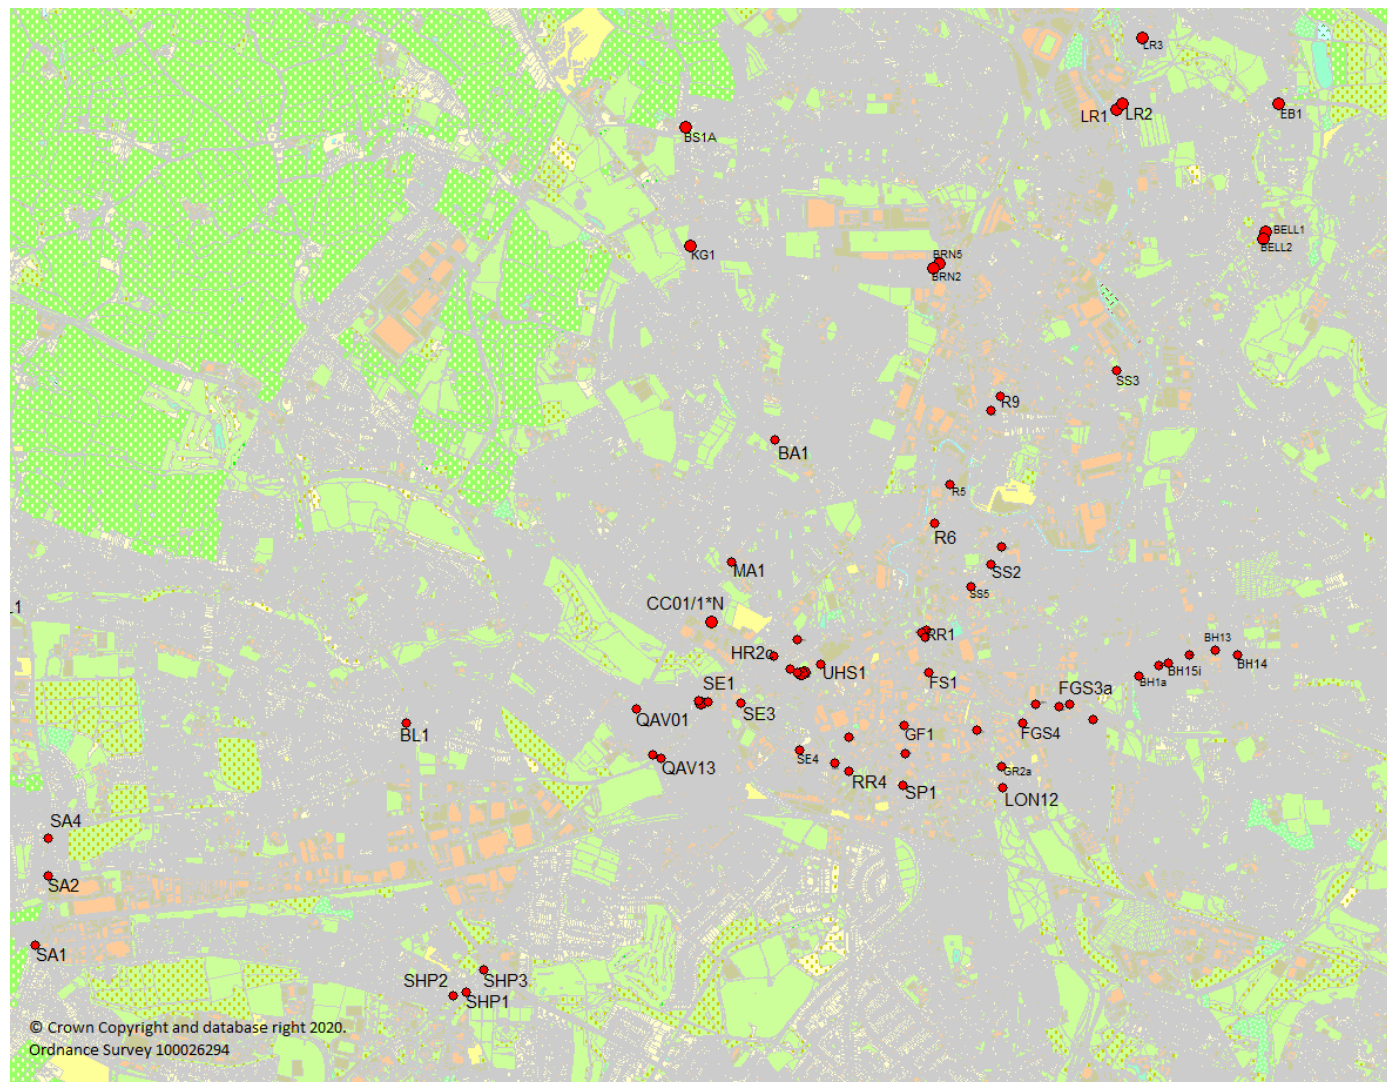 LR3
LR1
LR2
EB1
BS1A
BELL1
BELL2
KG1
BRN5
BRN2
SS3
R9
BA1
R5
R6
SS2
MA1
SS5
CC01/1*N
L1
RR1
BH13
HR2c
UHS1
BH15i
BH14
FS1
BH1a
SE1
FGS3a
SE3
QAV01
BL1
GF1
FGS4
SE4
QAV13
GR2a
RR4
SP1
LON12
SA4
SA2
SA1
SHP2
SHP3
SHP1
© Crown Copyright and database right 2020.
Ordnance Survey 100026294